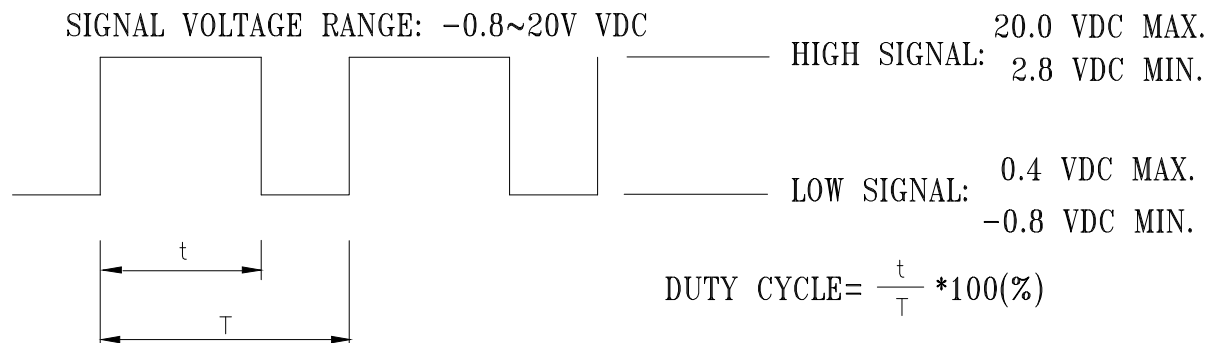 SIGNAL VOLTAGE RANGE: -0.8~20V VDC
HIGH SIGNAL: 20.0 VDC MAX.
2.8 VDC MIN.
LOW SIGNAL: 0.4 VDC MAX.
-0.8 VDC MIN.
t
T
DUTY CYCLE= t/T *100(%)